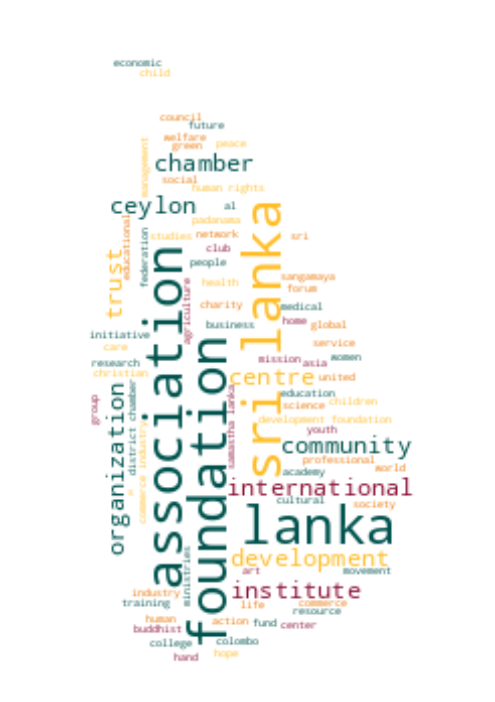 economic
child
council
future
welfare
green
peace
management
chamber
social
human rights
ceylon
al
padanama
educational
federation
studies
network
sri
club
people
trust
association
sri lanka
health
agriculture
sangamaya
forum
charity
medical
business
home
global
initiative
care
service
research
mission
asia
women
christian
foundation
centre
united
group
organization
district chamber
samastha lanka
education
science
children
development foundation
commerce industry
youth
community
professional
academy
world
international
cultural
society
lanka
development
ministries
art
movement
industry
institute
training
life
commerce
resource
human
action
fund
center
buddhist
college
colombo
hand
hope